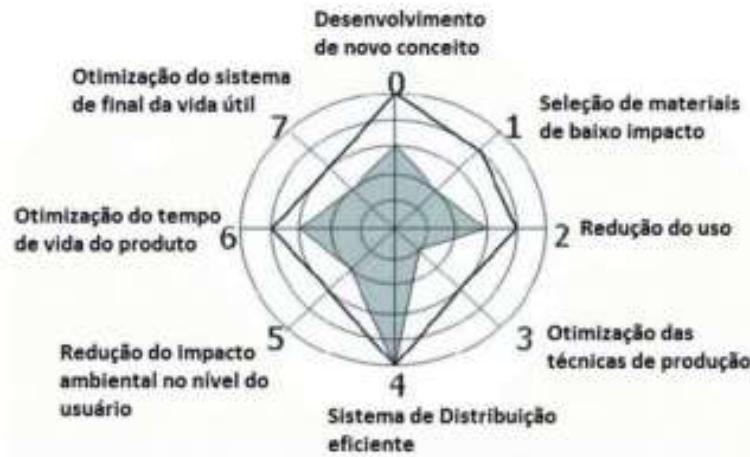 Desenvolvimento
de novo conceito
0
Seleção de materiais
de baixo impacto
1
Redução do uso
2
Otimização das
técnicas de produção
3
Sistema de Distribuição
eficiente
4
Redução do impacto
ambiental no nível do
usuário
5
Otimização do tempo
de vida do produto
6
Otimização do sistema
de final da vida útil
7